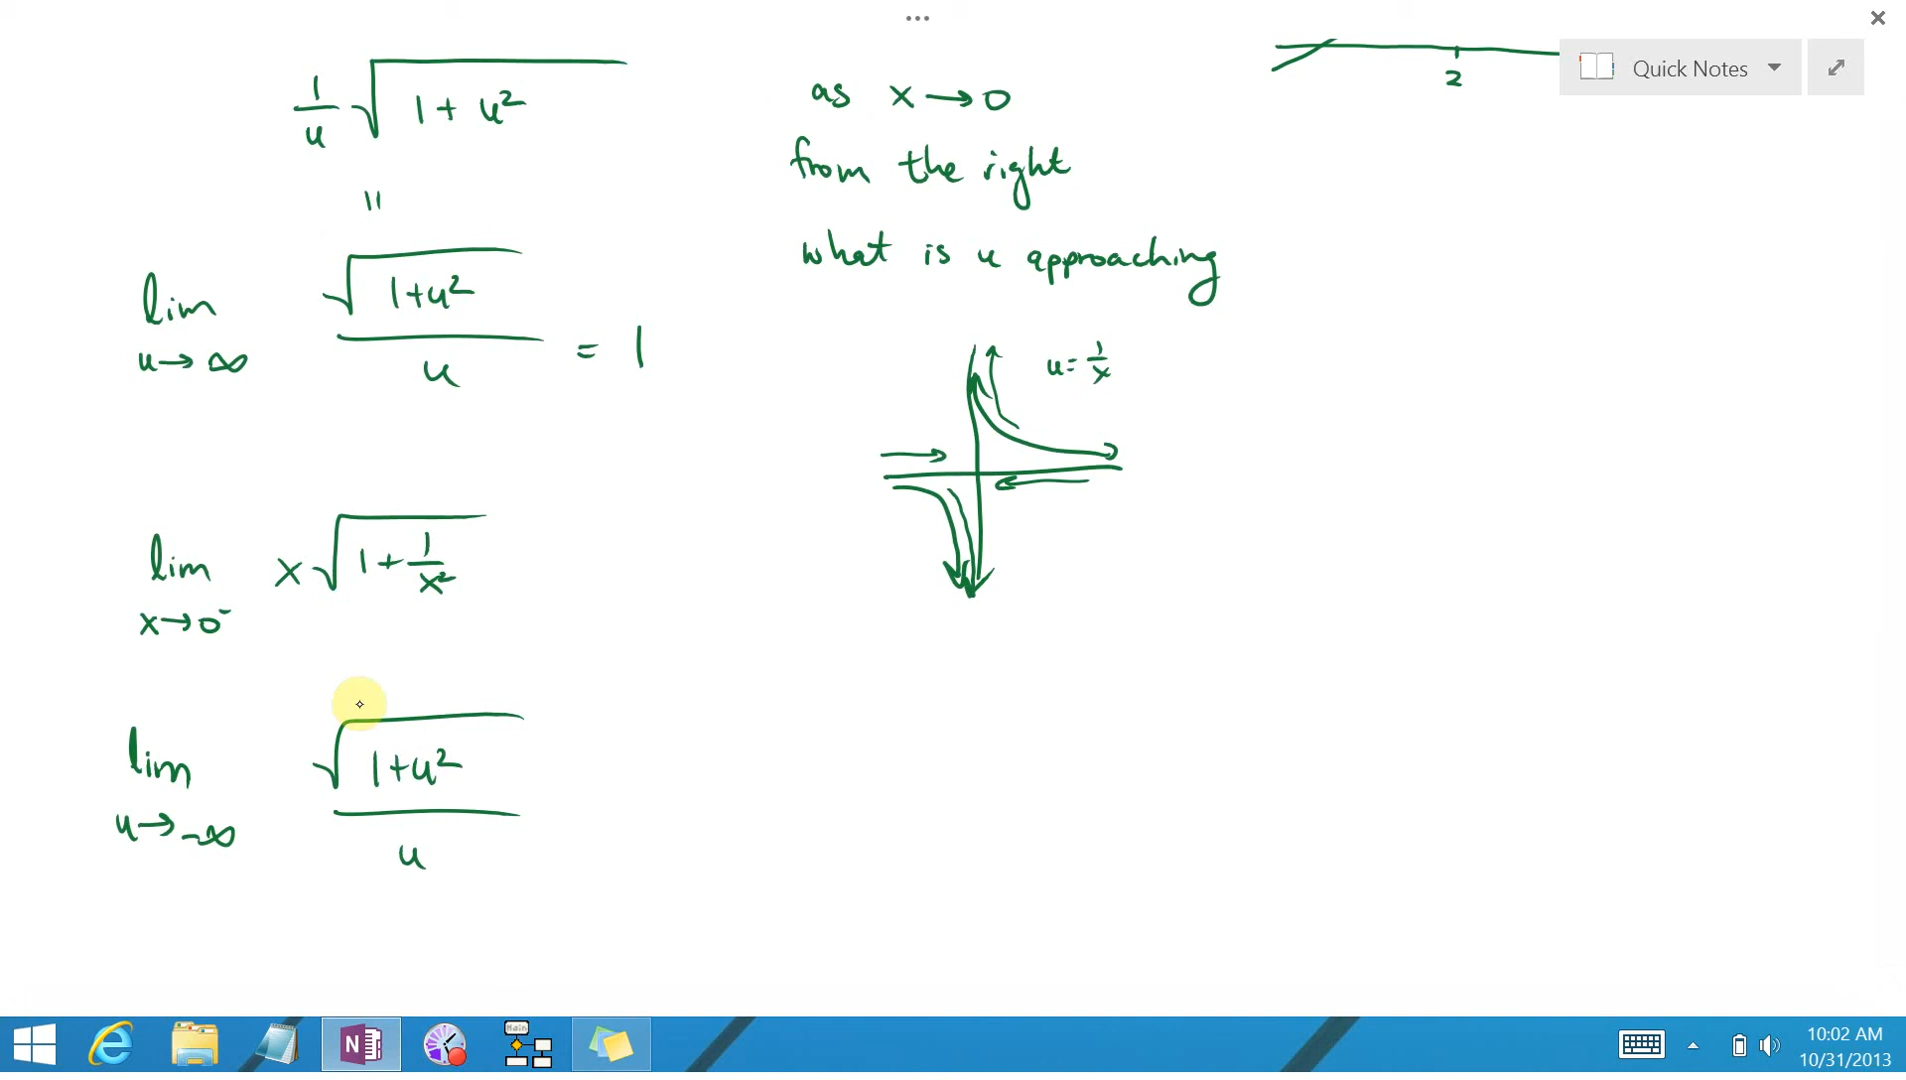 Quick Notes
2
1/u √(1 + u²)
||
lim u→∞ √(1+u²)/u = 1
lim x→0⁻ x√(1+1/x²)
lim u→-∞ √(1+u²)/u
as x→0
from the right
what is u approaching
u=1/x
Main
10:02 AM
10/31/2013